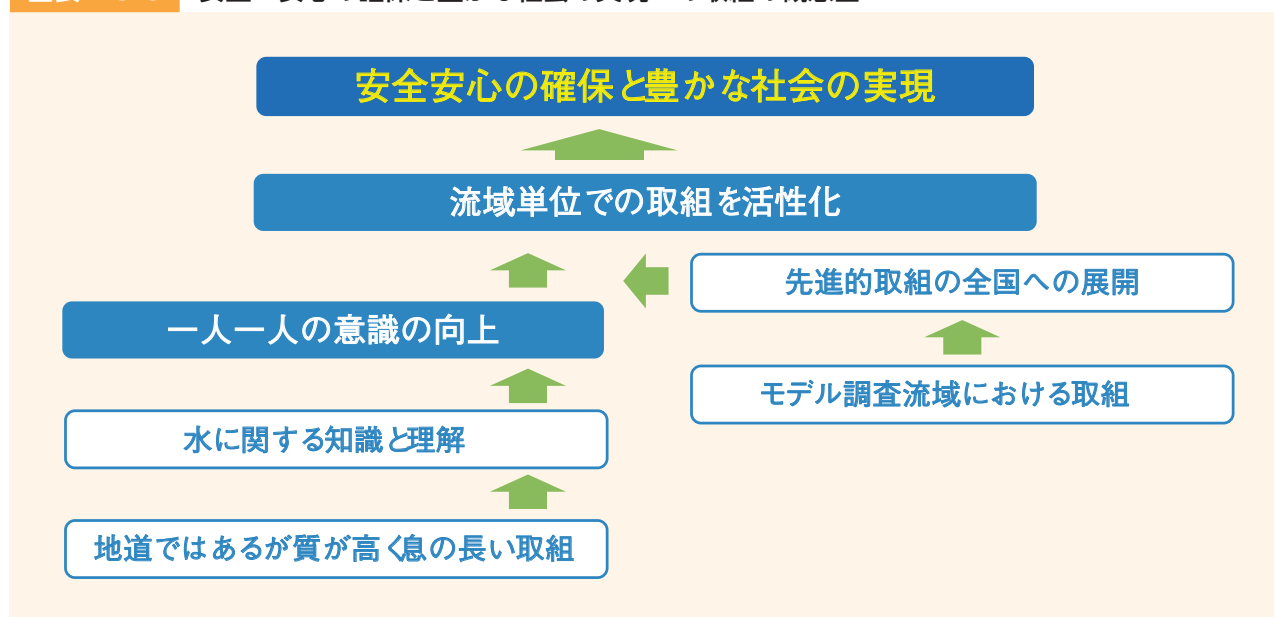 安全安心の確保と豊かな社会の実現
流域単位での取組を活性化
先進的取組の全国への展開
一人一人の意識の向上
モデル調査流域における取組
水に関する知識と理解
地道ではあるが質が高く息の長い取組